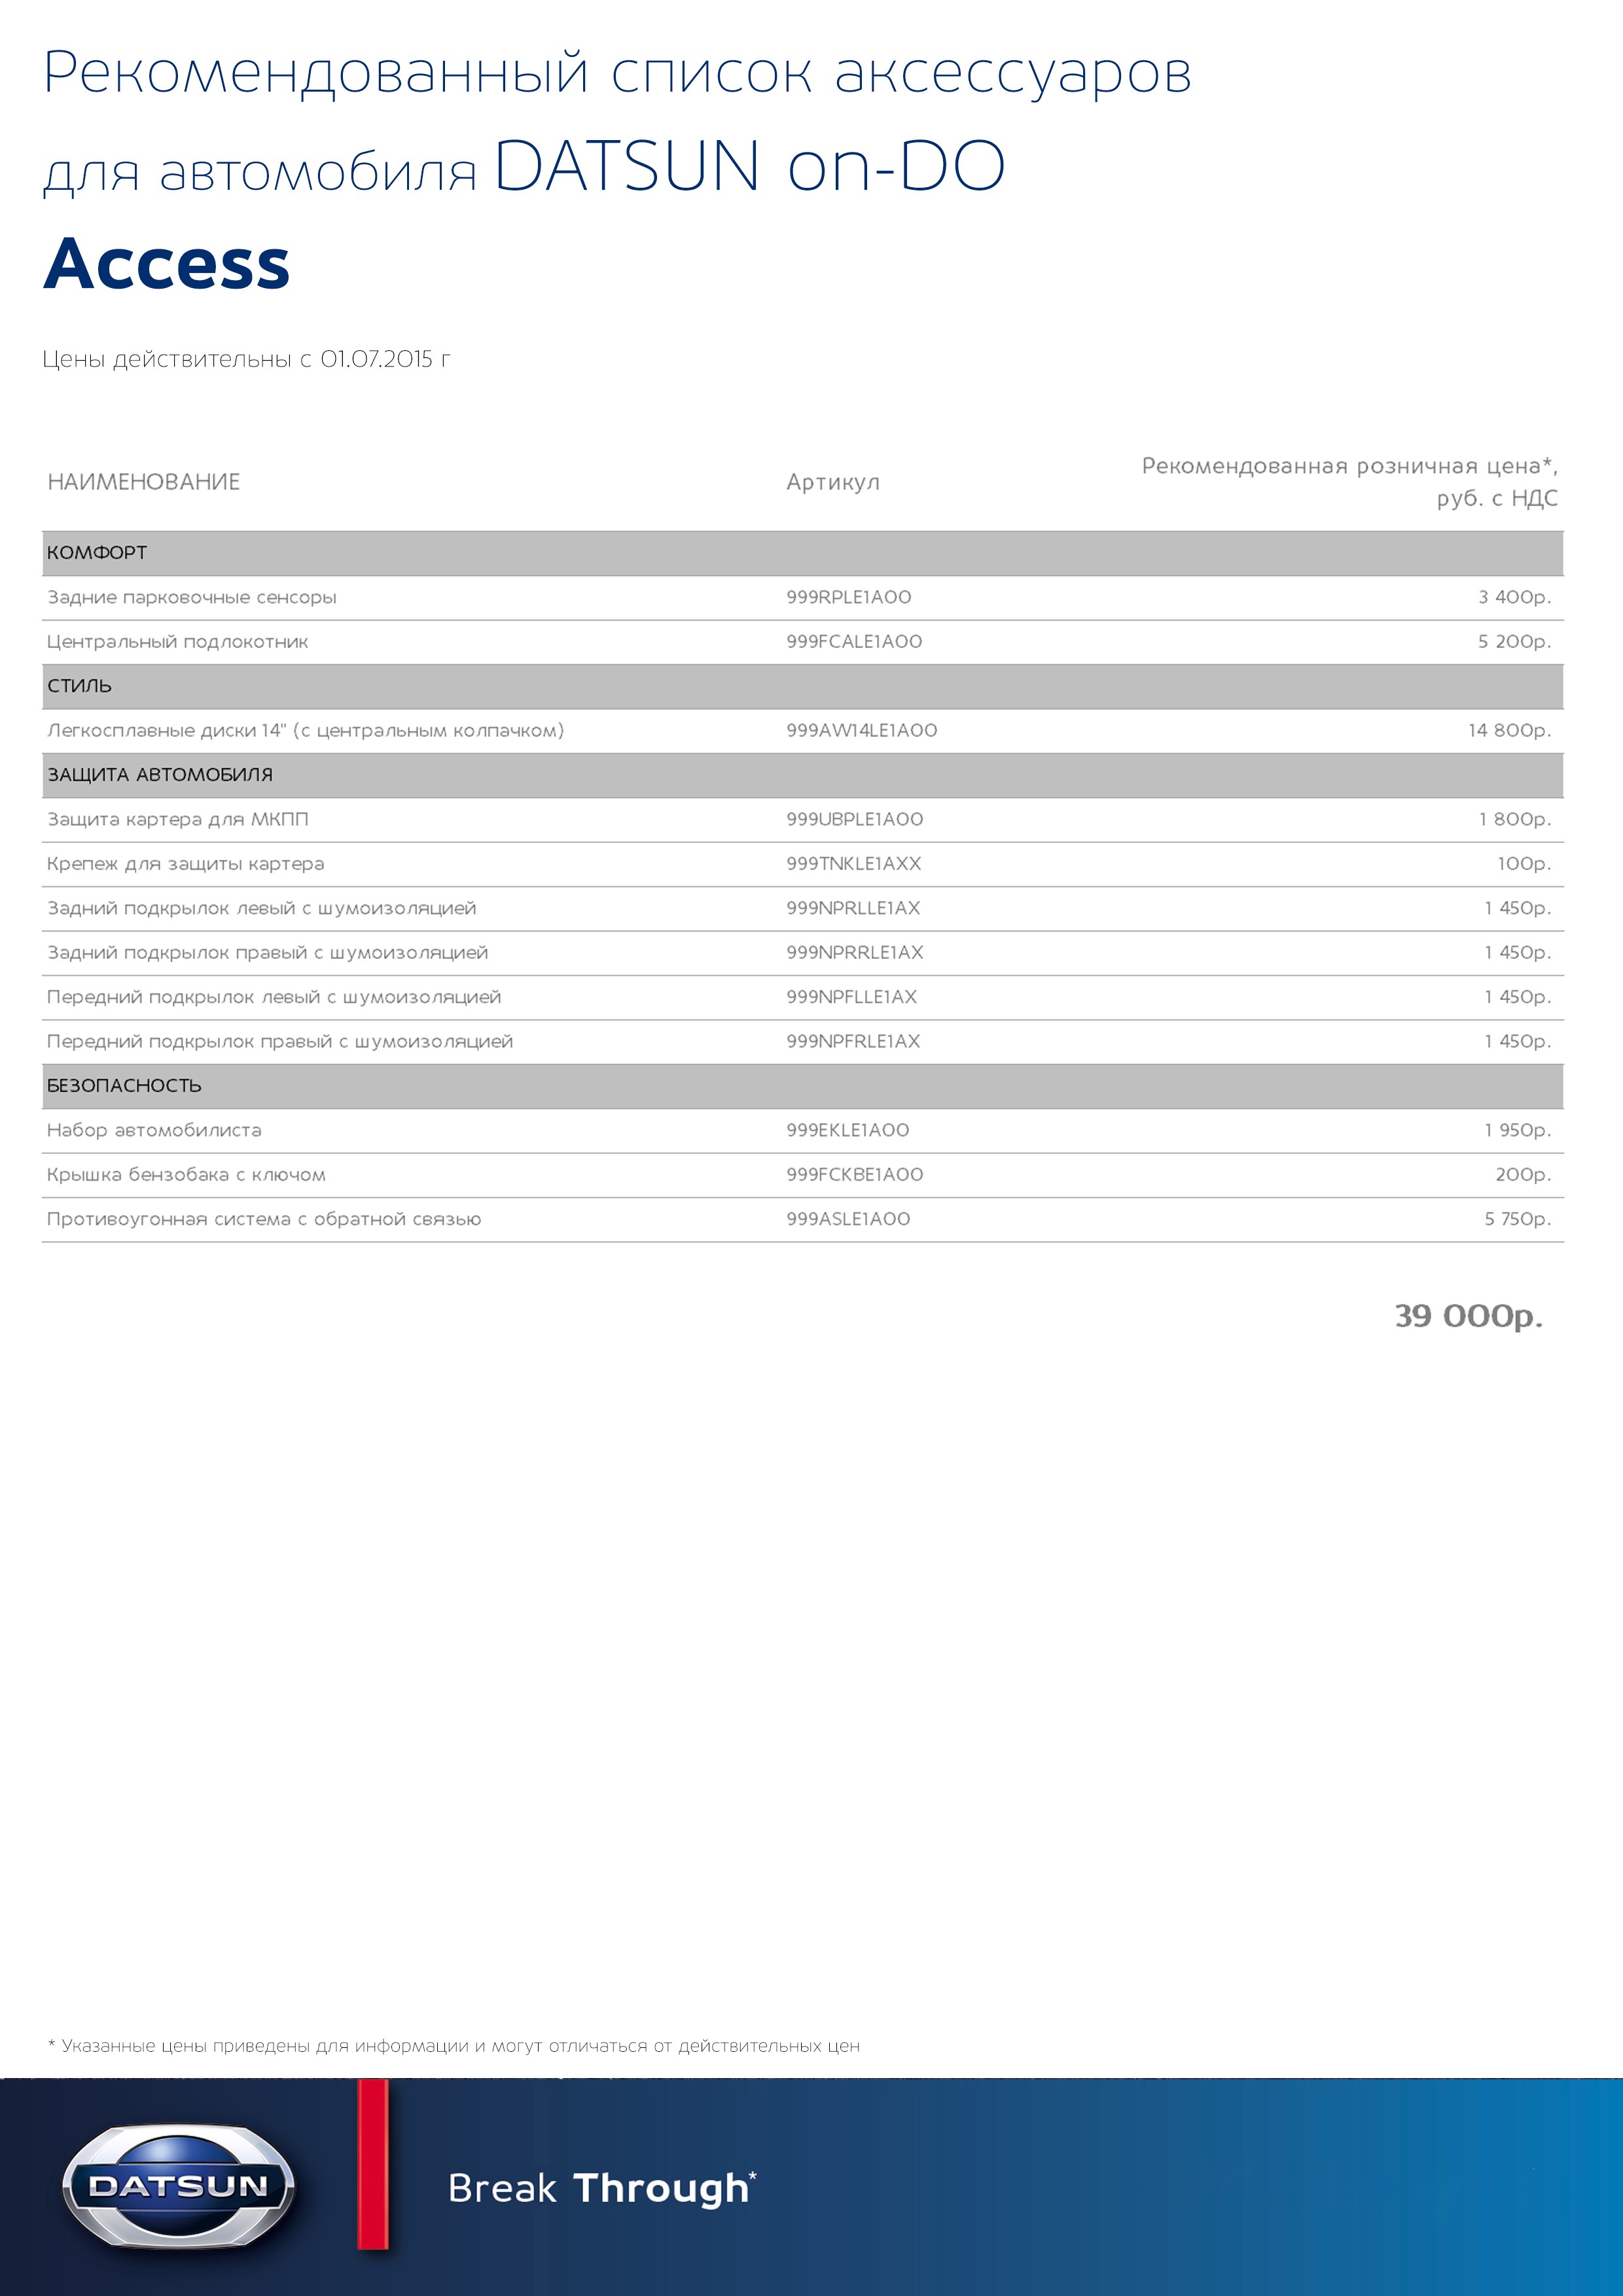 Рекомендованный список аксессуаров
для автомобиля DATSUN on-DO
Access
Цены действительны с 01.07.2015 г
НАИМЕНОВАНИЕ Артикул Рекомендованная розничная цена*, руб. с НДС
КОМФОРТ
Задние парковочные сенсоры 999RPLE1A00 3 400р.
Центральный подлокотник 999FCALE1A00 5 200р.
СТИЛЬ
Легкосплавные диски 14" (с центральным колпачком) 999AW14LE1A00 14 800р.
ЗАЩИТА АВТОМОБИЛЯ
Защита картера для МКПП 999UBPLE1A00 1 800р.
Крепеж для защиты картера 999TNKLE1AXX 100р.
Задний подкрылок левый с шумоизоляцией 999NPRLLE1AX 1 450р.
Задний подкрылок правый с шумоизоляцией 999NPRRLE1AX 1 450р.
Передний подкрылок левый с шумоизоляцией 999NPFLLE1AX 1 450р.
Передний подкрылок правый с шумоизоляцией 999NPFRLE1AX 1 450р.
БЕЗОПАСНОСТЬ
Набор автомобилиста 999EKLE1A00 1 950р.
Крышка бензобака с ключом 999FCKBE1A00 200р.
Противоугонная система с обратной связью 999ASLE1A00 5 750р.
39 000р.
* Указанные цены приведены для информации и могут отличаться от действительных цен
DATSUN
Break Through*